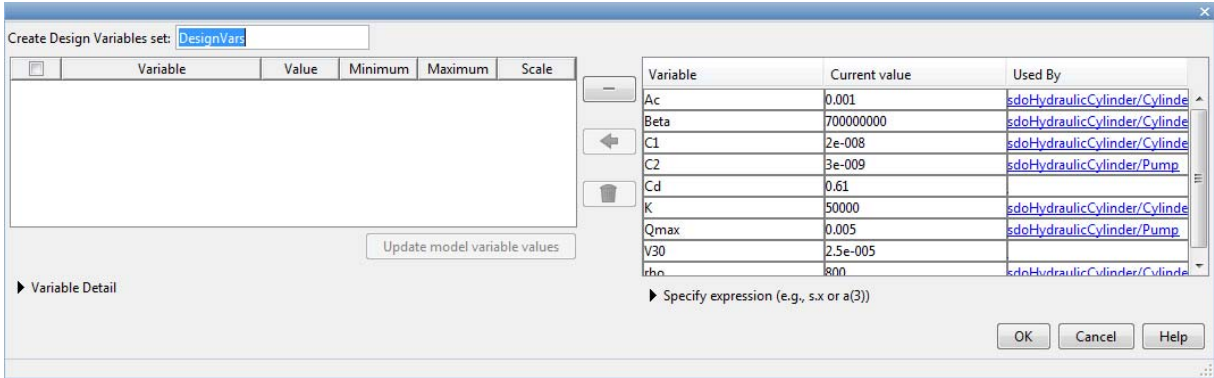 Create Design Variables set: DesignVars
Variable Value Minimum Maximum Scale
Variable Current value Used By
Ac 0.001 sdoHydraulicCylinder/Cylinde
Beta 700000000 sdoHydraulicCylinder/Cylinde
C1 2e-008 sdoHydraulicCylinder/Cylinde
C2 3e-009 sdoHydraulicCylinder/Pump
Cd 0.61
K 50000 sdoHydraulicCylinder/Cylinde
Qmax 0.005 sdoHydraulicCylinder/Pump
V30 2.5e-005
rho 800 sdoHydraulicCylinder/Cylinde
Update model variable values
Variable Detail
Specify expression (e.g., s.x or a(3))
OK Cancel Help